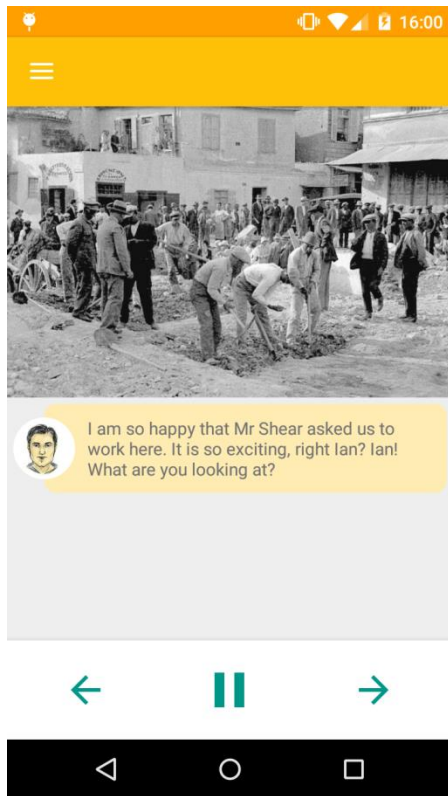 16:00
I am so happy that Mr Shear asked us to
work here. It is so exciting, right Ian? Ian!
What are you looking at?